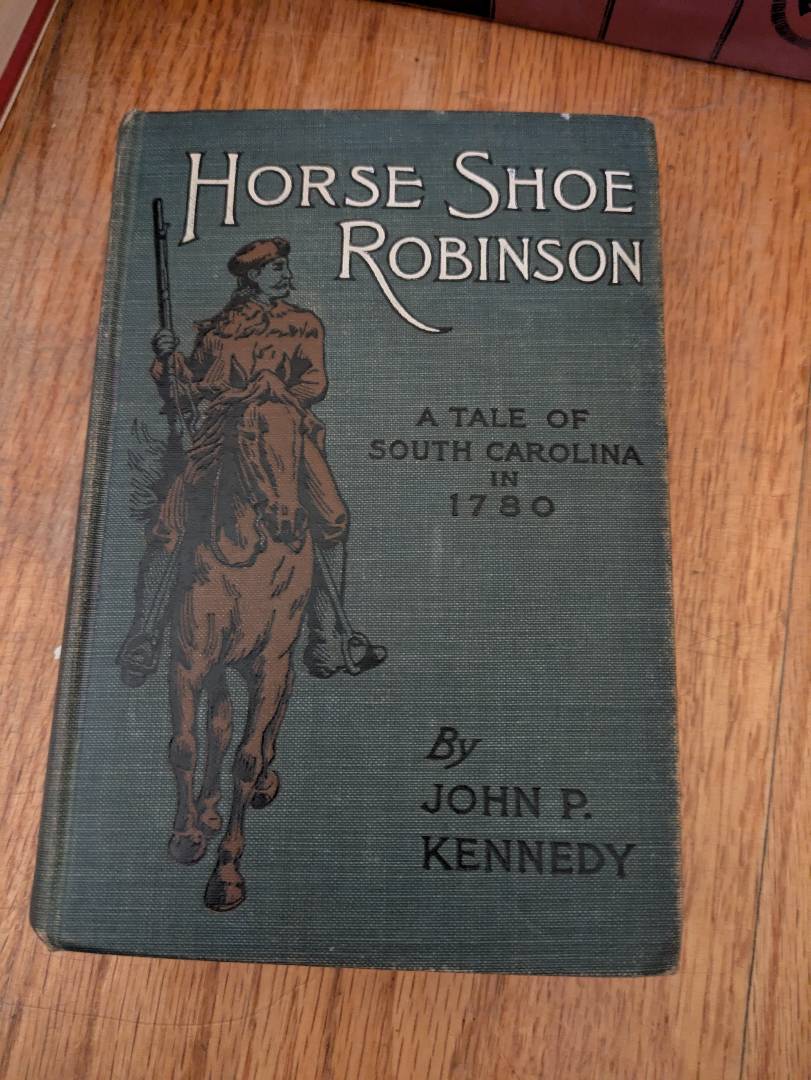 HORSE SHOE
ROBINSON
A TALE OF
SOUTH CAROLINA
IN
1780
By
JOHN P.
KENNEDY